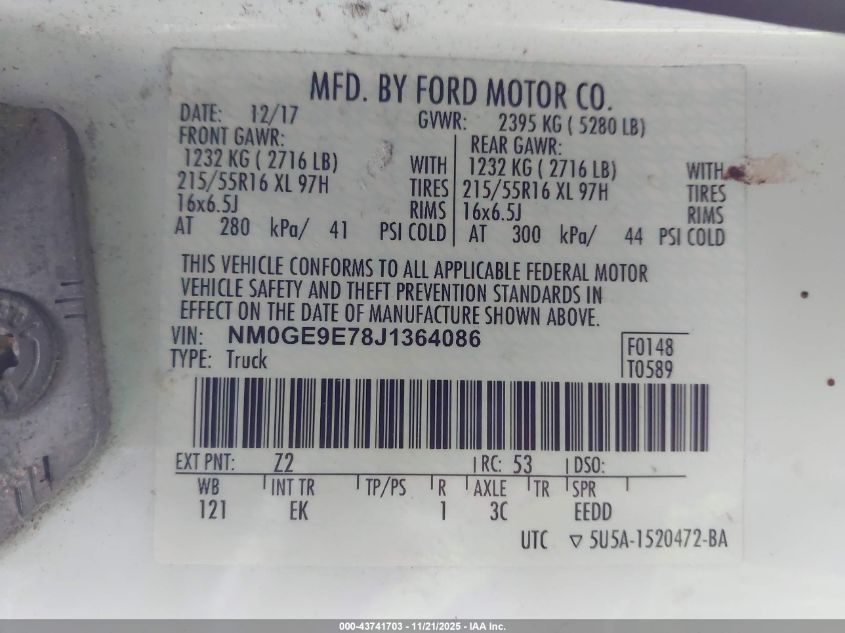 MFD. BY FORD MOTOR CO.
DATE: 12/17 GVWR: 2395 KG ( 5280 LB)
FRONT GAWR: REAR GAWR:
1232 KG ( 2716 LB) WITH 1232 KG ( 2716 LB) WITH
215/55R16 XL 97H TIRES 215/55R16 XL 97H TIRES
16x6.5J RIMS 16x6.5J RIMS
AT 280 kPa/ 41 PSI COLD AT 300 kPa/ 44 PSI COLD
THIS VEHICLE CONFORMS TO ALL APPLICABLE FEDERAL MOTOR
VEHICLE SAFETY AND THEFT PREVENTION STANDARDS IN
EFFECT ON THE DATE OF MANUFACTURE SHOWN ABOVE.
VIN: NM0GE9E78J1364086 F0148
TYPE: Truck T0589
EXT PNT: Z2 RC: 53 DSO:
WB INT TR TP/PS R AXLE TR SPR
121 EK 1 3C EEDD
UTC ▽ 5U5A-1520472-BA
000-43741703 - 11/21/2025 - IAA Inc.